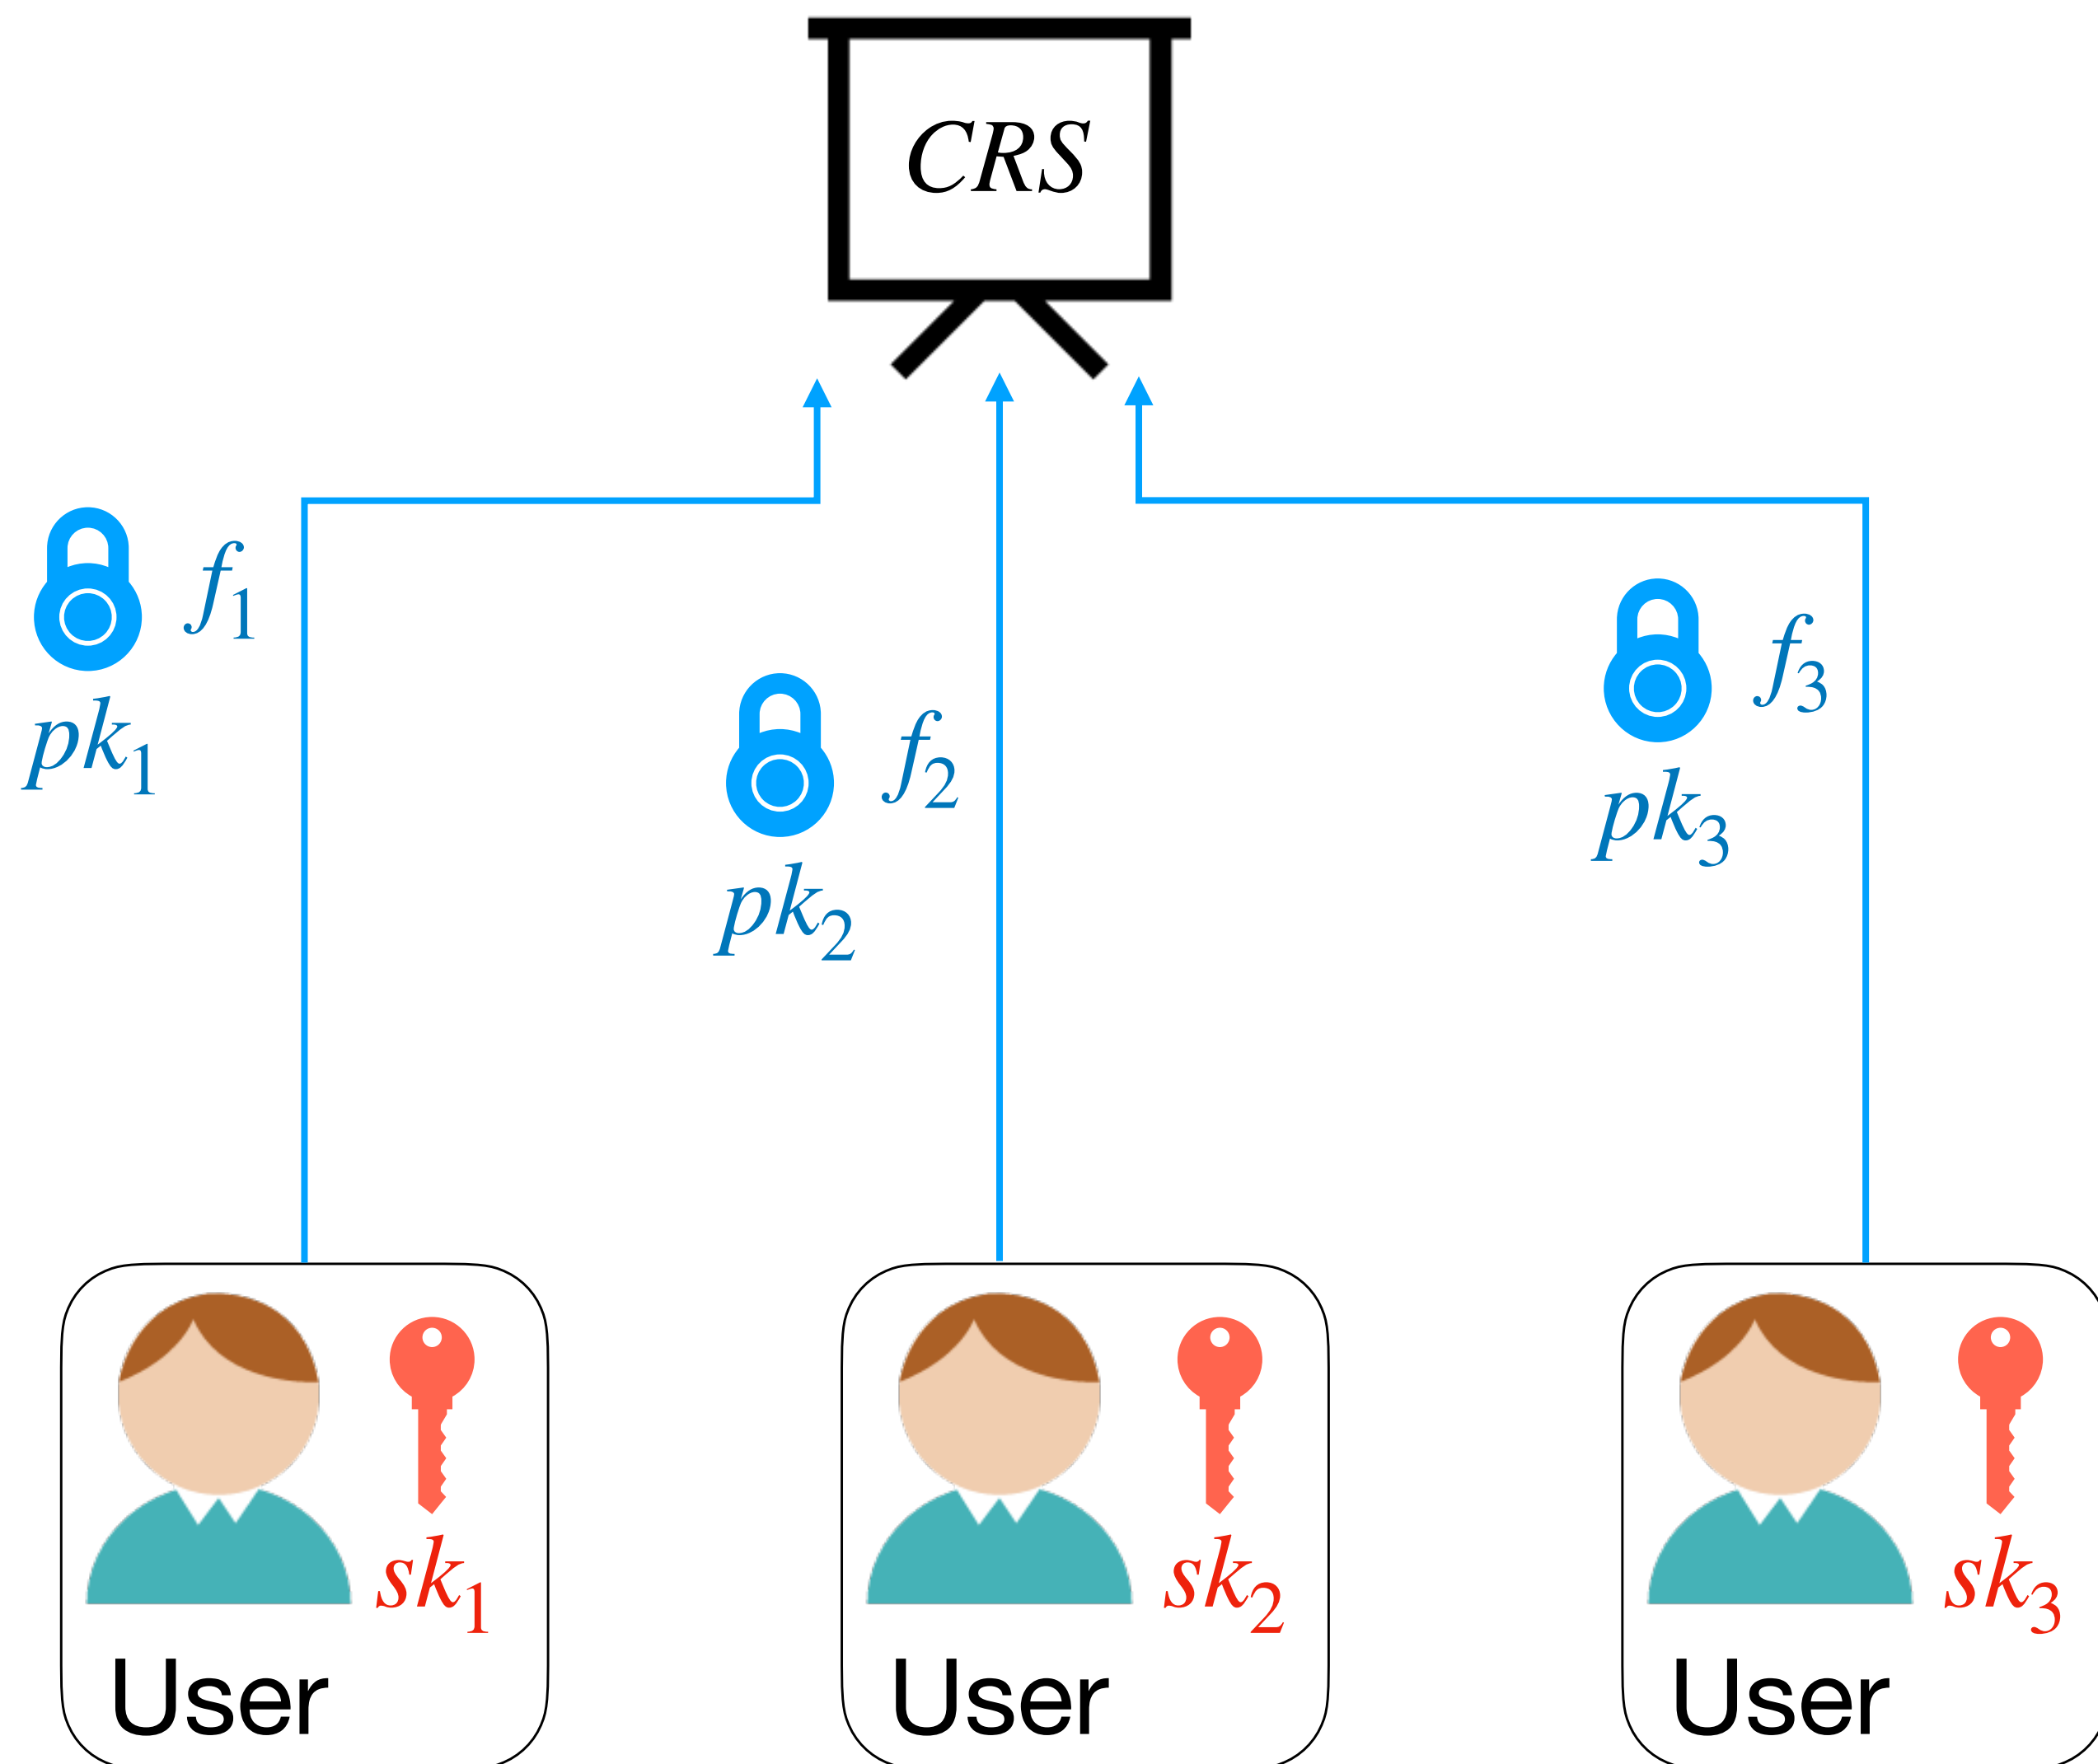 CRS
f₁
pk₁
f₂
pk₂
f₃
pk₃
sk₁
User
sk₂
User
sk₃
User